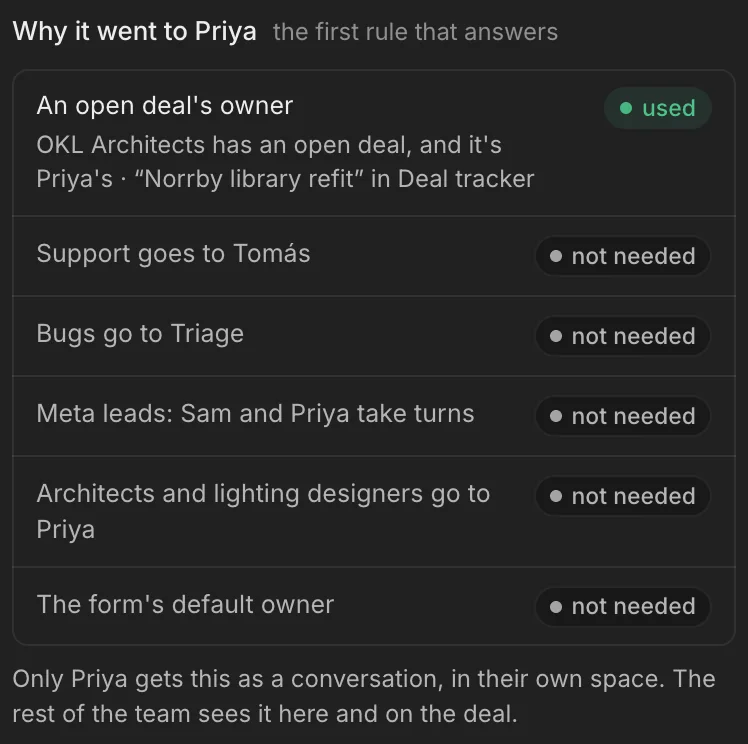 Why it went to Priya the first rule that answers
An open deal's owner
used
OKL Architects has an open deal, and it's
Priya's · “Norrby library refit” in Deal tracker
Support goes to Tomás
not needed
Bugs go to Triage
not needed
Meta leads: Sam and Priya take turns
not needed
Architects and lighting designers go to
Priya
not needed
The form's default owner
not needed
Only Priya gets this as a conversation, in their own space. The
rest of the team sees it here and on the deal.